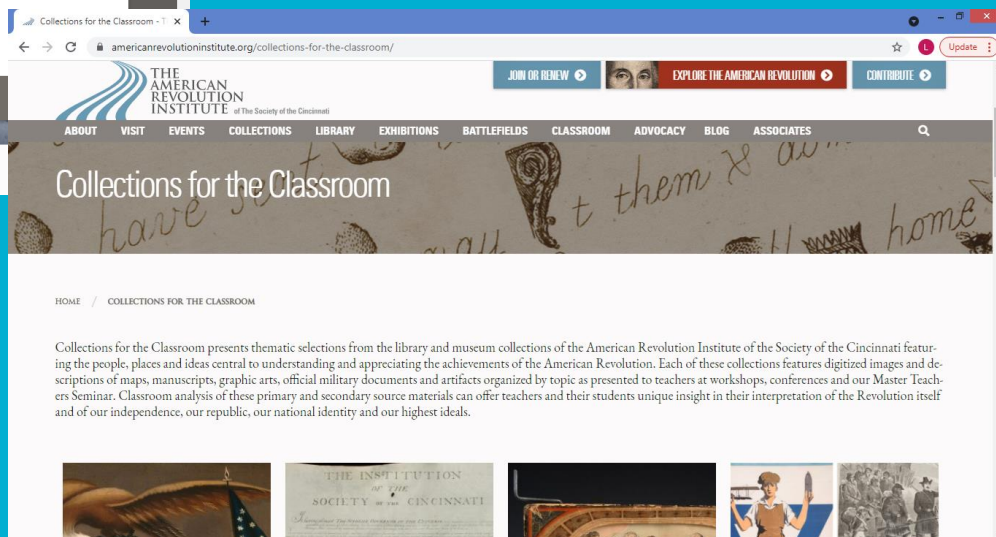 Collections for the Classroom - T
americanrevolutioninstitute.org/collections-for-the-classroom/
L
Update
THE
AMERICAN
REVOLUTION
INSTITUTE of The Society of the Cincinnati
JOIN OR RENEW
EXPLORE THE AMERICAN REVOLUTION
CONTRIBUTE
ABOUT VISIT EVENTS COLLECTIONS LIBRARY EXHIBITIONS BATTLEFIELDS CLASSROOM ADVOCACY BLOG ASSOCIATES
Collections for the Classroom
have
t them &
home
HOME / COLLECTIONS FOR THE CLASSROOM
Collections for the Classroom presents thematic selections from the library and museum collections of the American Revolution Institute of the Society of the Cincinnati featur-
ing the people, places and ideas central to understanding and appreciating the achievements of the American Revolution. Each of these collections features digitized images and de-
scriptions of maps, manuscripts, graphic arts, official military documents and artifacts organized by topic as presented to teachers at workshops, conferences and our Master Teach-
ers Seminar. Classroom analysis of these primary and secondary source materials can offer teachers and their students unique insight in their interpretation of the Revolution itself
and of our independence, our republic, our national identity and our highest ideals.
THE INSTITUTION
OF THE
SOCIETY OF THE CINCINNATI